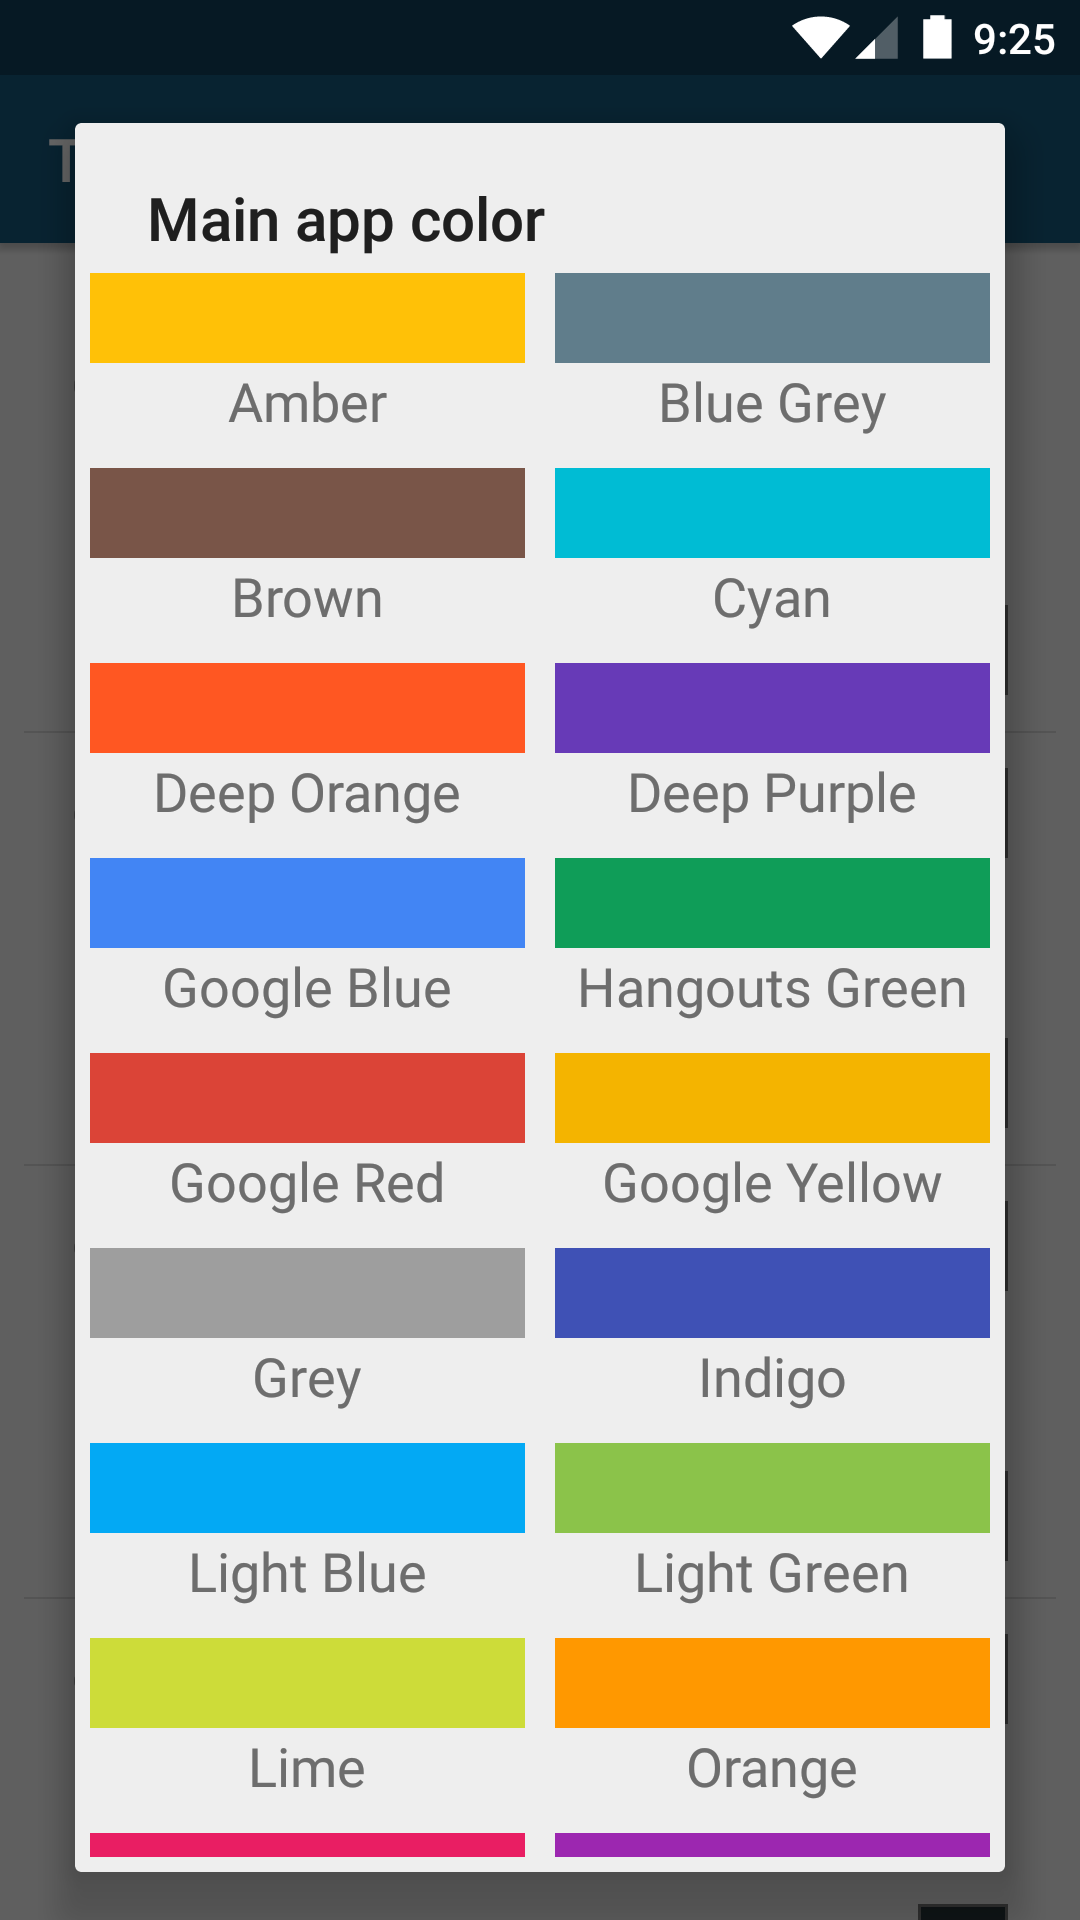 9:25
T
Main app color
Amber
Blue Grey
Brown
Cyan
Deep Orange
Deep Purple
Google Blue
Hangouts Green
Google Red
Google Yellow
Grey
Indigo
Light Blue
Light Green
Lime
Orange